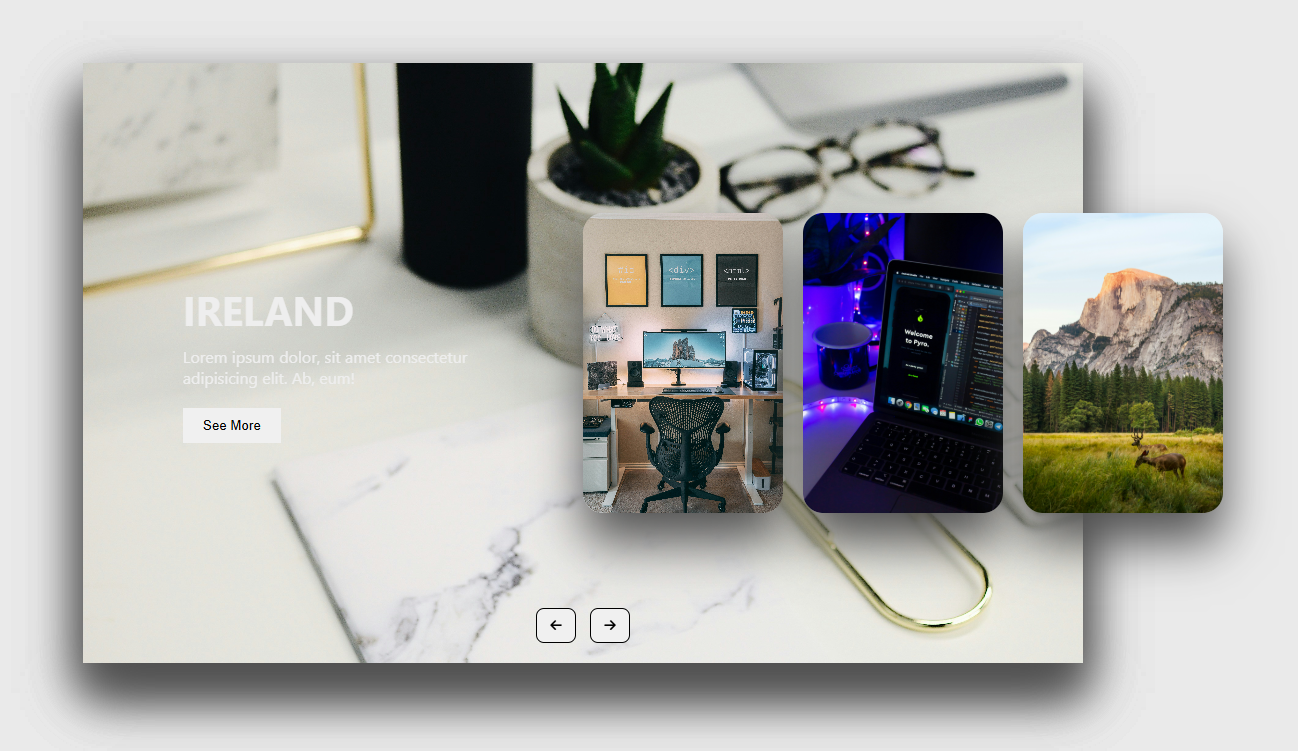 IRELAND
Lorem ipsum dolor, sit amet consectetur
adipisicing elit. Ab, eum!
See More
<div>
<html>
Welcome
to Pyro.